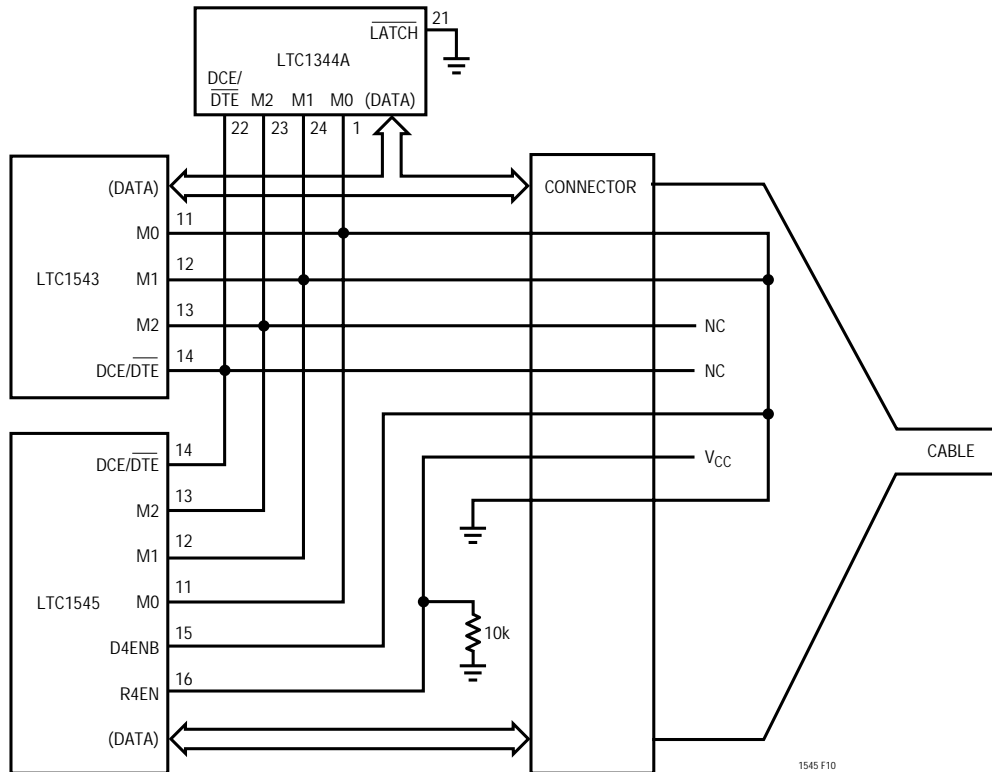 21
LATCH
LTC1344A
DCE/
DTE M2 M1 M0 (DATA)
22 23 24 1
(DATA)
CONNECTOR
11
M0
12
LTC1543
M1
13
M2
NC
14
DCE/DTE
NC
14
DCE/DTE
VCC
CABLE
13
M2
12
M1
11
LTC1545
M0
10k
15
D4ENB
16
R4EN
(DATA)
1545 F10